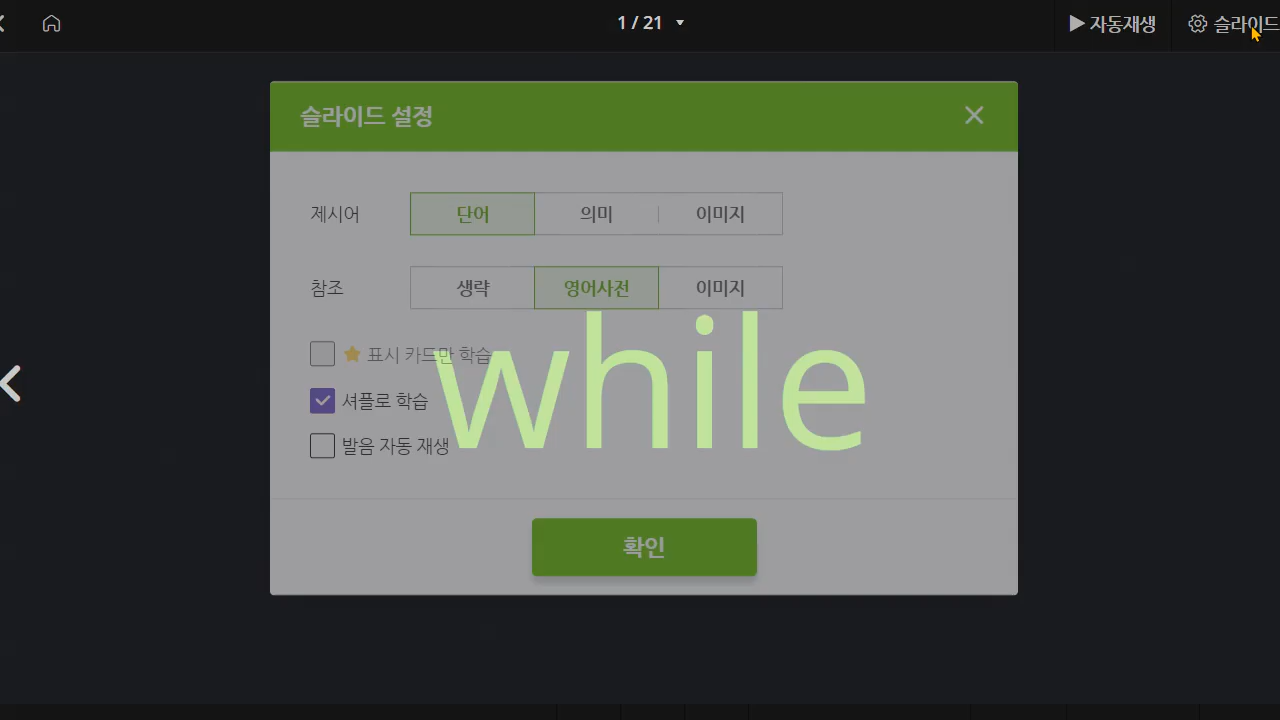 1 / 21
자동재생
슬라이드
슬라이드 설정
제시어 단어 의미 이미지
참조 생략 영어사전 이미지
표시 카드만 학습
while
셔플로 학습
발음 자동 재생
확인